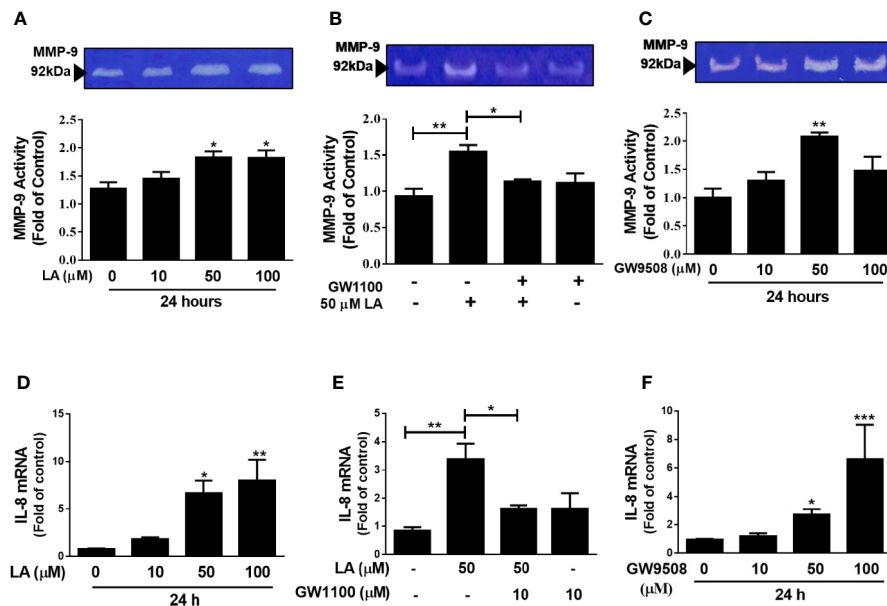 A
MMP-9
92kDa
MMP-9 Activity
(Fold of Control)
2.5
2.0
1.5
1.0
0.5
0.0
* *
LA (µM) 0 10 50 100
24 hours
B
MMP-9
92kDa
MMP-9 Activity
(Fold of Control)
2.0
1.5
1.0
0.5
0.0
** *
GW1100 - - + +
50 µM LA - + + -
C
MMP-9
92kDa
MMP-9 Activity
(Fold of Control)
2.5
2.0
1.5
1.0
0.5
0.0
**
GW9508 (µM) 0 10 50 100
24 hours
D
IL-8 mRNA
(Fold of control)
15
10
5
0
* **
LA (µM) 0 10 50 100
24 h
E
IL-8 mRNA
(Fold of control)
5
4
3
2
1
0
** *
LA (µM) - 50 50 -
GW1100 (µM) - - 10 10
F
IL-8 mRNA
(Fold of control)
10
8
6
4
2
0
* ***
GW9508 0 10 50 100
(µM)
24 h